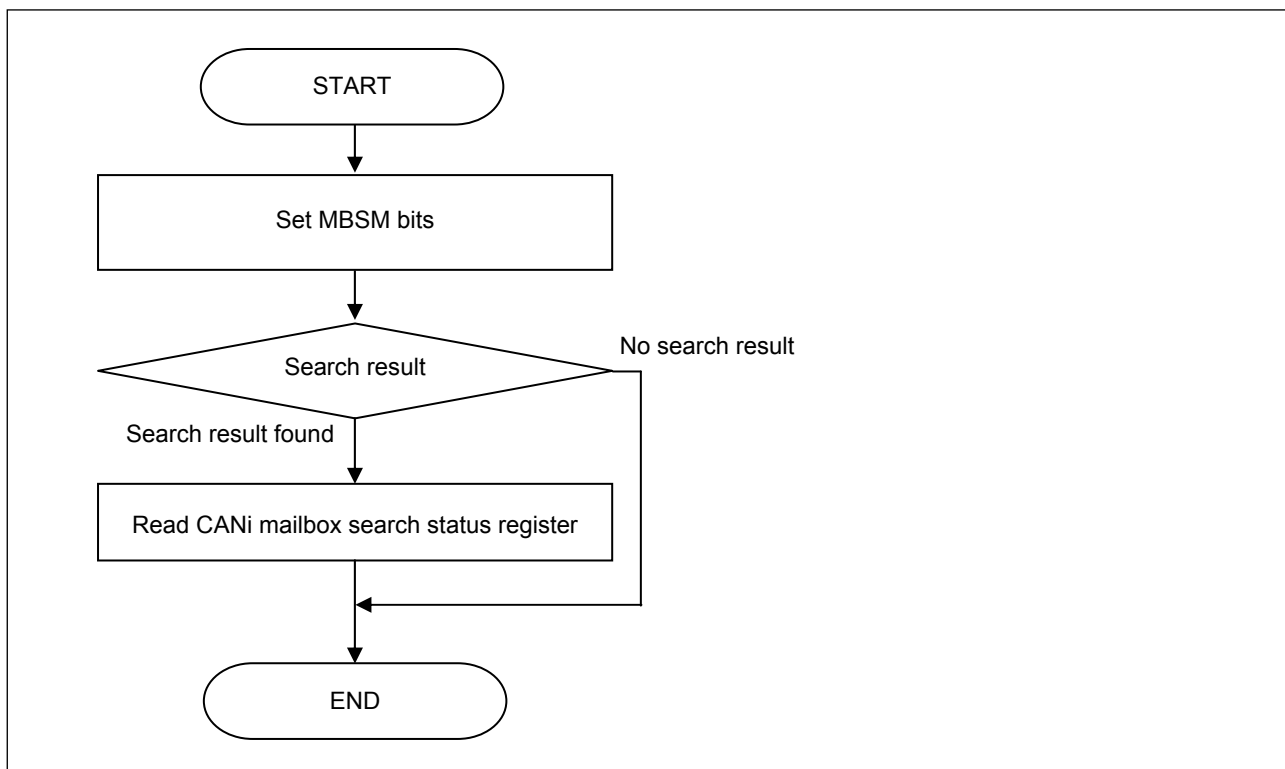 START
Set MBSM bits
No search result
Search result
Search result found
Read CANi mailbox search status register
END